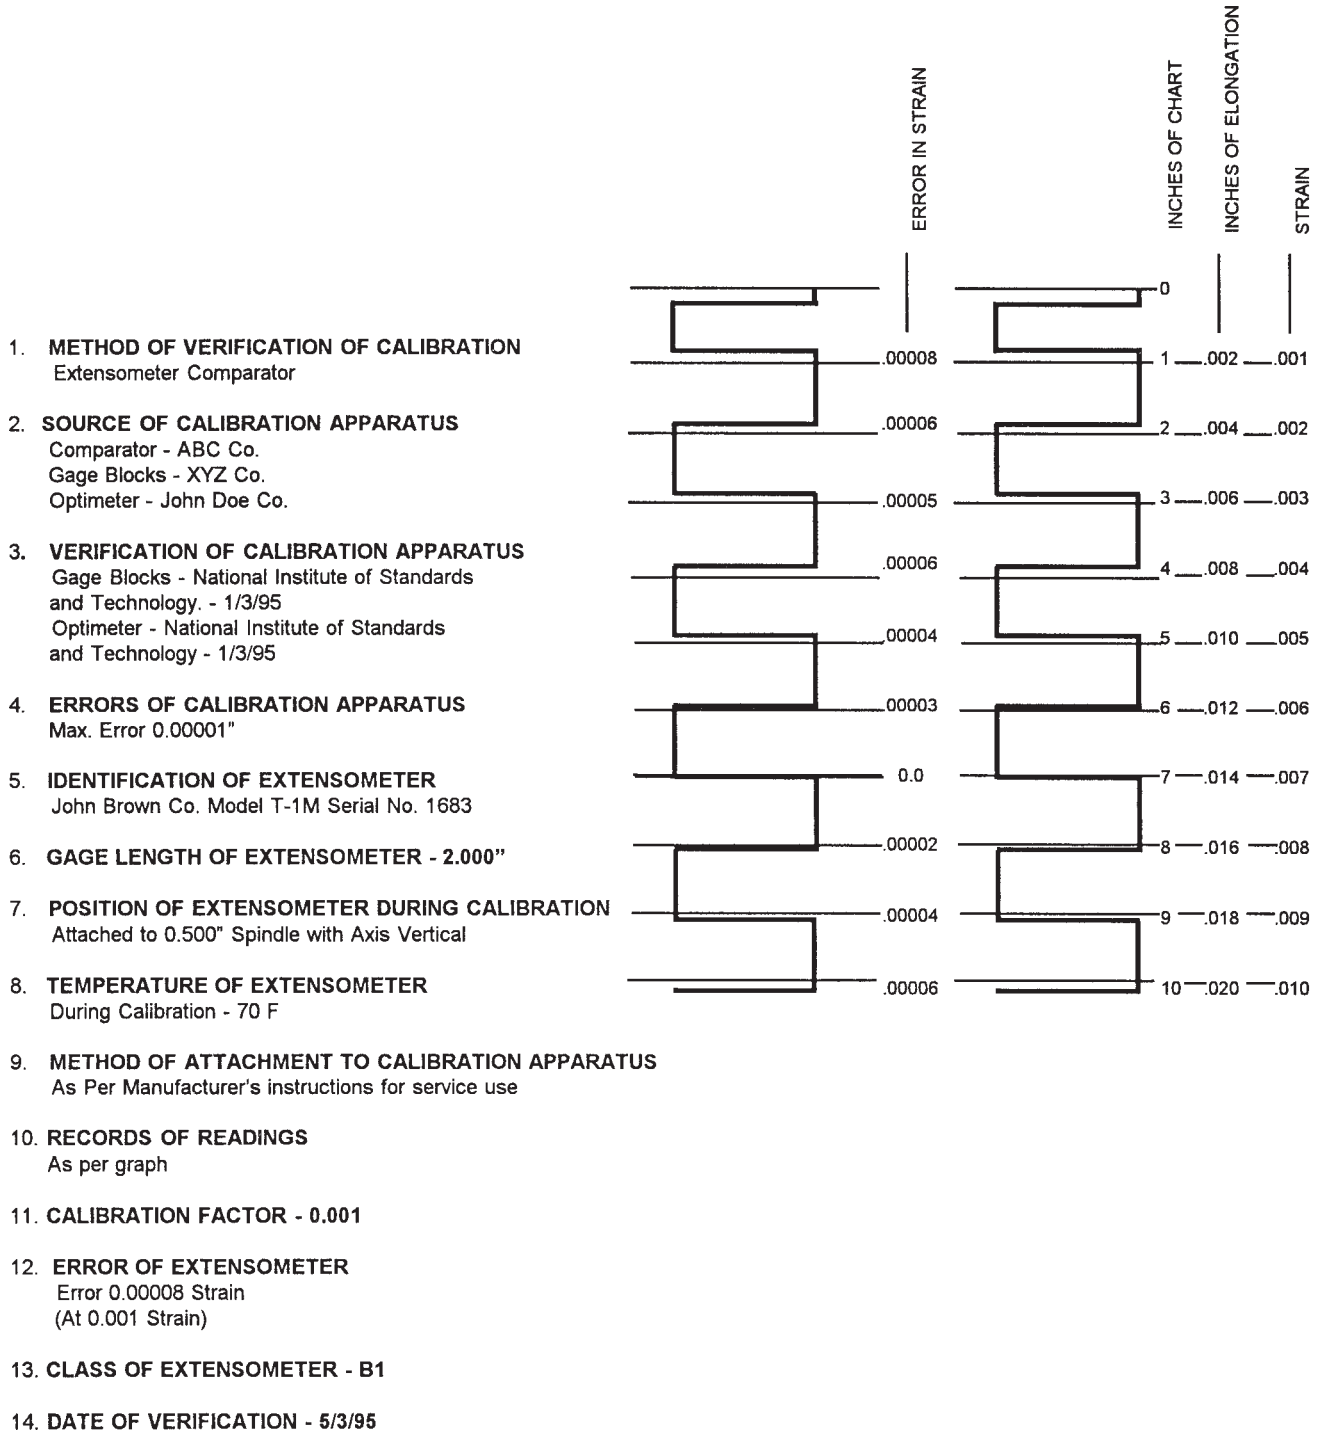 ERROR IN STRAIN
INCHES OF CHART
INCHES OF ELONGATION
STRAIN
0
.00008 1 .002 .001
.00006 2 .004 .002
.00005 3 .006 .003
.00006 4 .008 .004
.00004 5 .010 .005
.00003 6 .012 .006
0.0 7 .014 .007
.00002 8 .016 .008
.00004 9 .018 .009
.00006 10 .020 .010
1. METHOD OF VERIFICATION OF CALIBRATION
Extensometer Comparator
2. SOURCE OF CALIBRATION APPARATUS
Comparator - ABC Co.
Gage Blocks - XYZ Co.
Optimeter - John Doe Co.
3. VERIFICATION OF CALIBRATION APPARATUS
Gage Blocks - National Institute of Standards
and Technology. - 1/3/95
Optimeter - National Institute of Standards
and Technology - 1/3/95
4. ERRORS OF CALIBRATION APPARATUS
Max. Error 0.00001"
5. IDENTIFICATION OF EXTENSOMETER
John Brown Co. Model T-1M Serial No. 1683
6. GAGE LENGTH OF EXTENSOMETER - 2.000”
7. POSITION OF EXTENSOMETER DURING CALIBRATION
Attached to 0.500" Spindle with Axis Vertical
8. TEMPERATURE OF EXTENSOMETER
During Calibration - 70 F
9. METHOD OF ATTACHMENT TO CALIBRATION APPARATUS
As Per Manufacturer's instructions for service use
10. RECORDS OF READINGS
As per graph
11. CALIBRATION FACTOR - 0.001
12. ERROR OF EXTENSOMETER
Error 0.00008 Strain
(At 0.001 Strain)
13. CLASS OF EXTENSOMETER - B1
14. DATE OF VERIFICATION - 5/3/95